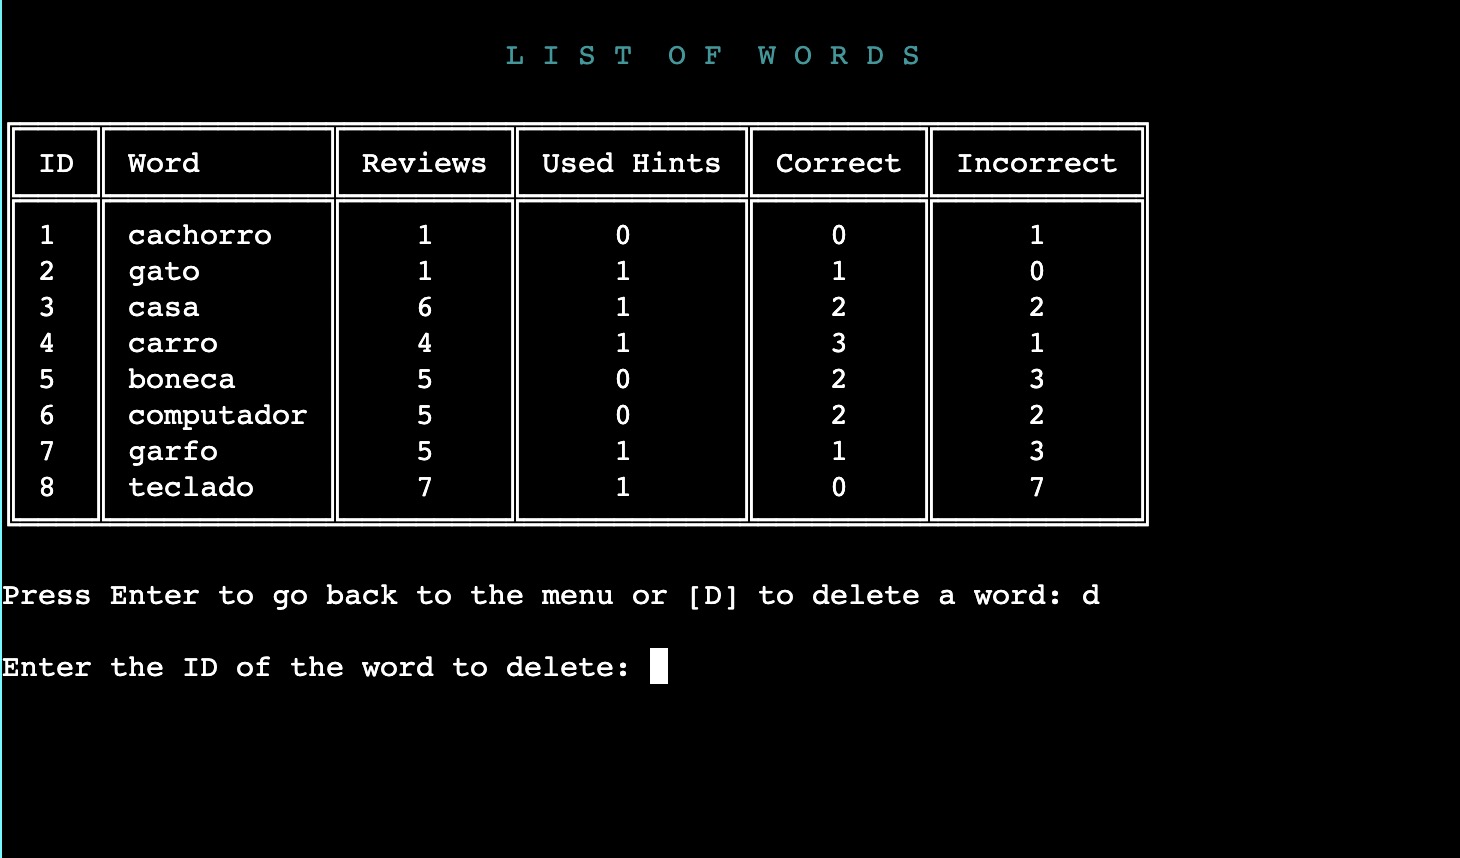 LIST OF WORDS
ID Word Reviews Used Hints Correct Incorrect
1 cachorro 1 0 0 1
2 gato 1 1 1 0
3 casa 6 1 2 2
4 carro 4 1 3 1
5 boneca 5 0 2 3
6 computador 5 0 2 2
7 garfo 5 1 1 3
8 teclado 7 1 0 7
Press Enter to go back to the menu or [D] to delete a word: d
Enter the ID of the word to delete: